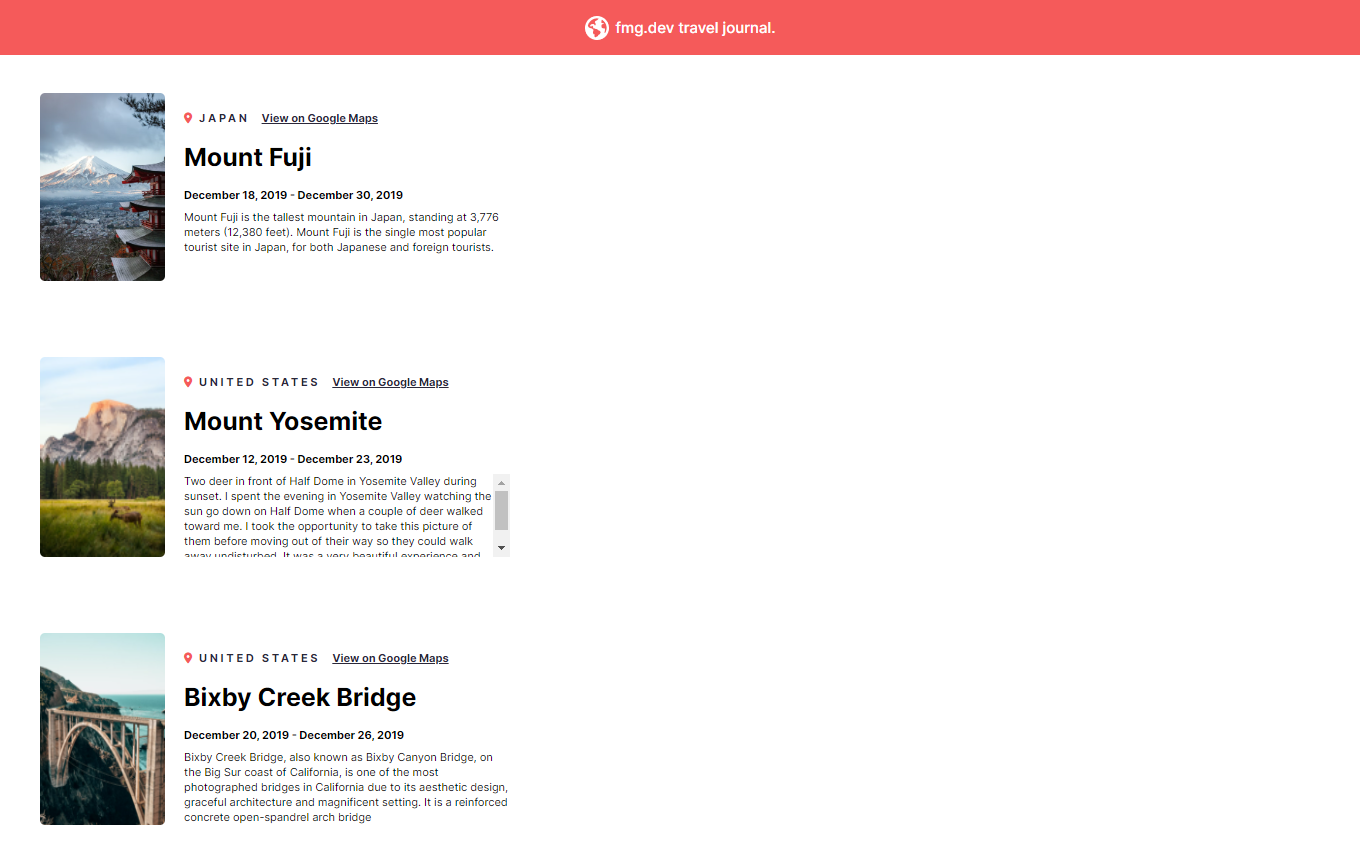 fmg.dev travel journal.
JAPAN View on Google Maps
Mount Fuji
December 18, 2019 - December 30, 2019
Mount Fuji is the tallest mountain in Japan, standing at 3,776
meters (12,380 feet). Mount Fuji is the single most popular
tourist site in Japan, for both Japanese and foreign tourists.
UNITED STATES View on Google Maps
Mount Yosemite
December 12, 2019 - December 23, 2019
Two deer in front of Half Dome in Yosemite Valley during
sunset. I spent the evening in Yosemite Valley watching the
sun go down on Half Dome when a couple of deer walked
toward me. I took the opportunity to take this picture of
them before moving out of their way so they could walk
away undisturbed. It was a very beautiful experience and
UNITED STATES View on Google Maps
Bixby Creek Bridge
December 20, 2019 - December 26, 2019
Bixby Creek Bridge, also known as Bixby Canyon Bridge, on
the Big Sur coast of California, is one of the most
photographed bridges in California due to its aesthetic design,
graceful architecture and magnificent setting. It is a reinforced
concrete open-spandrel arch bridge